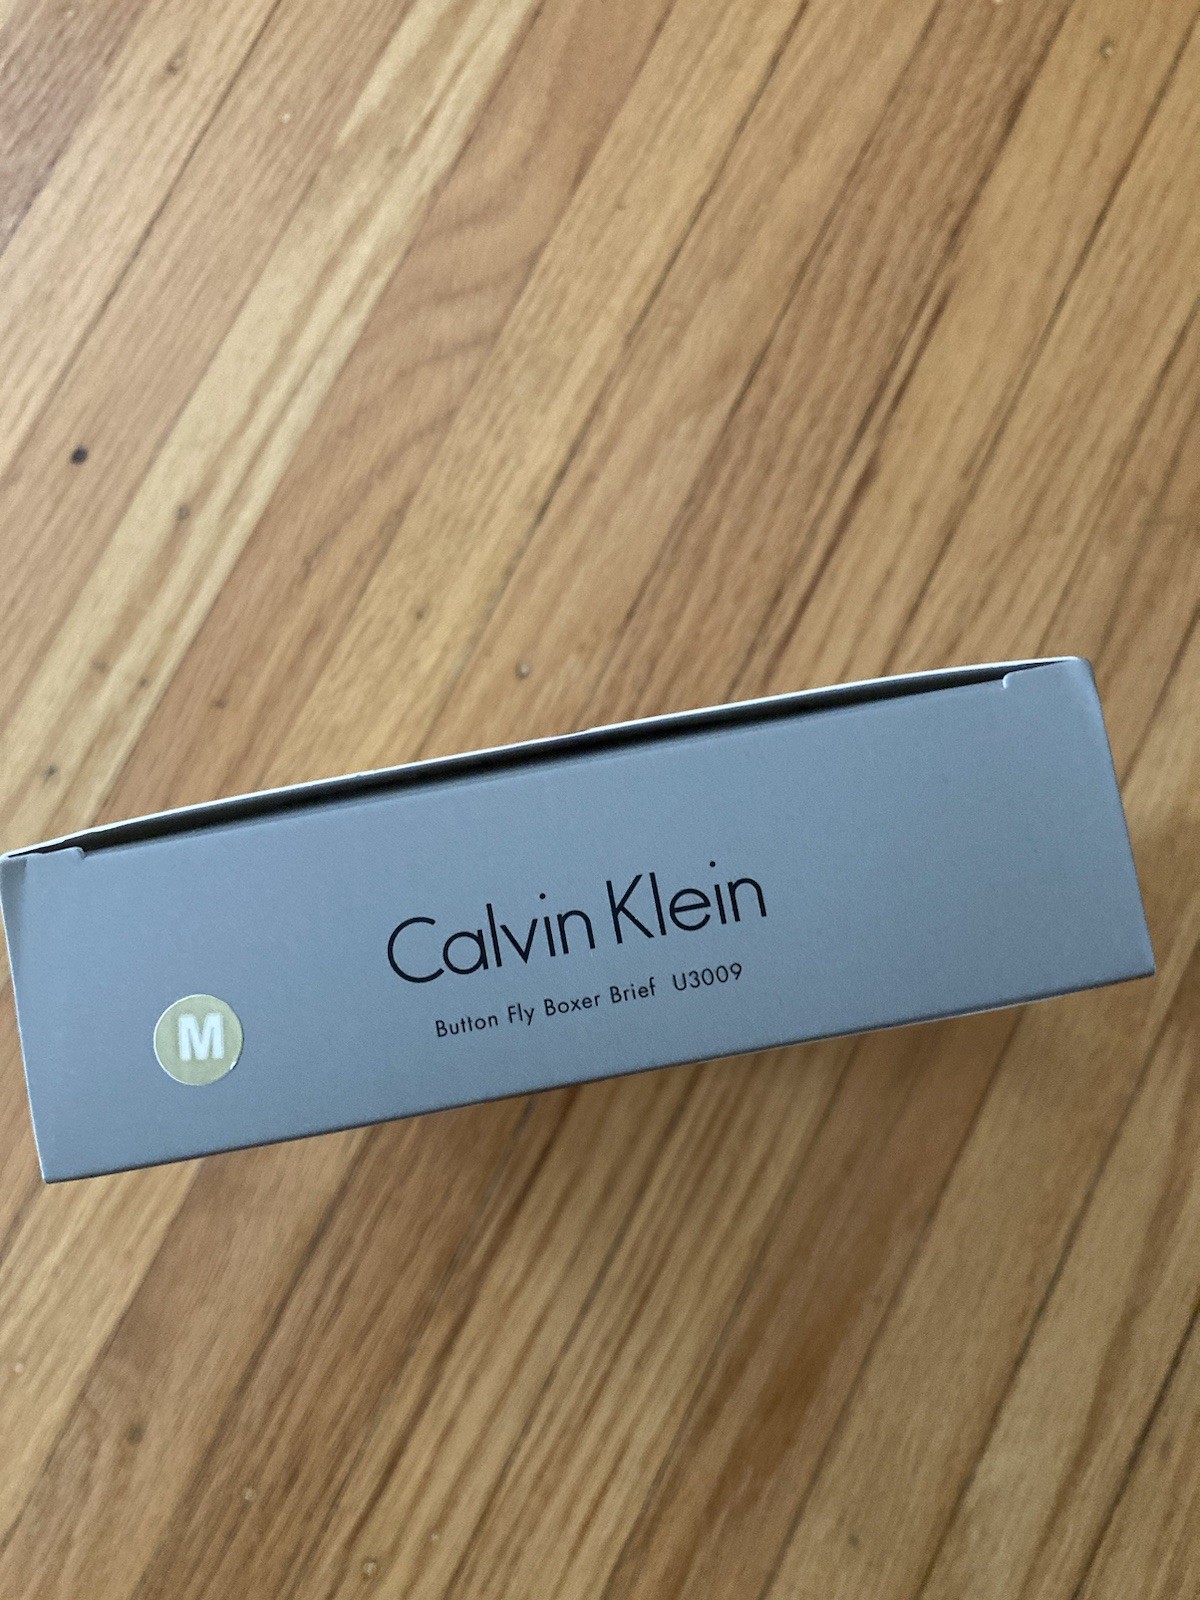 Calvin Klein
Button Fly Boxer Brief U3009
M